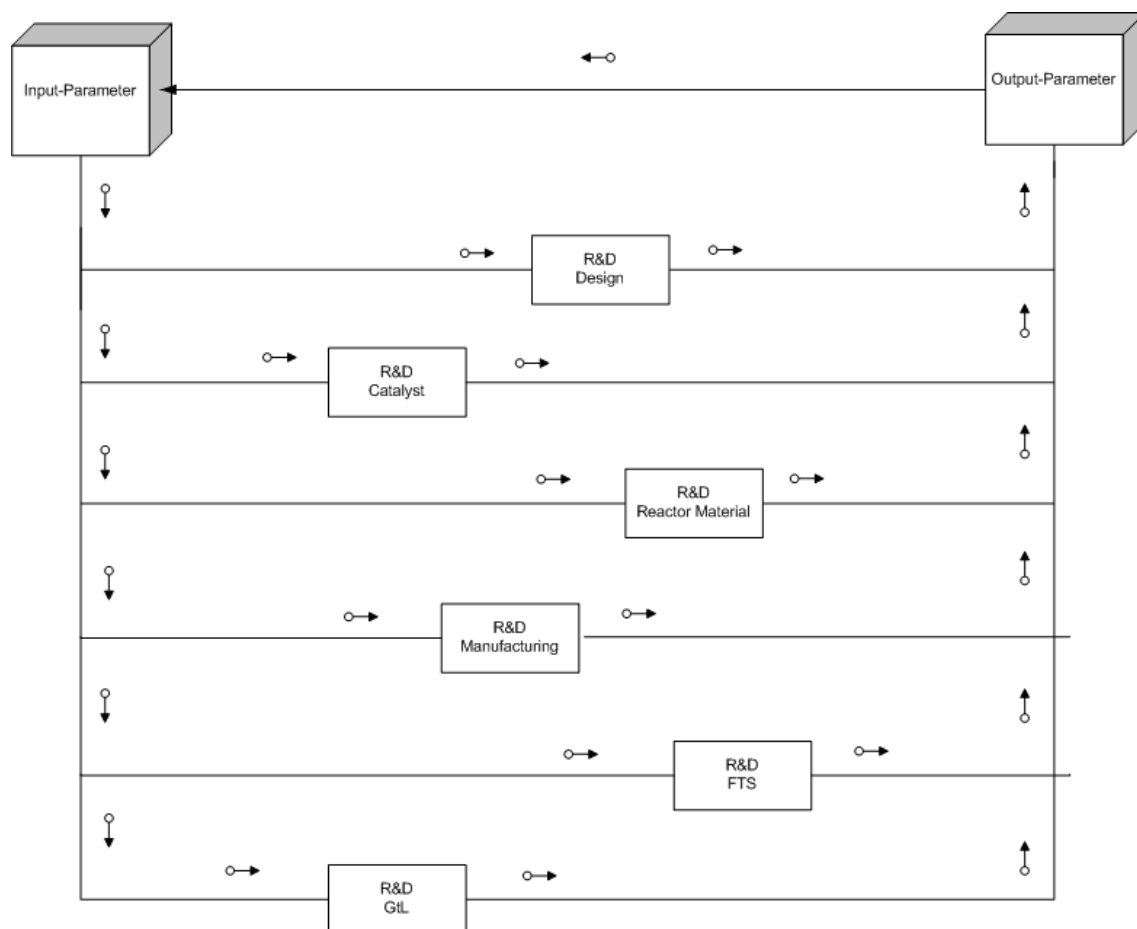 Input-Parameter
Output-Parameter
R&D
Design
R&D
Catalyst
R&D
Reactor Material
R&D
Manufacturing
R&D
FTS
R&D
GtL